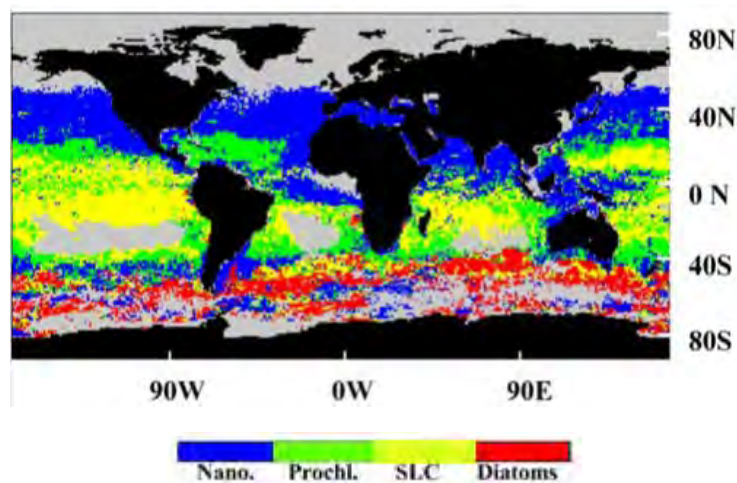 80N
40N
0 N
40S
80S
90W 0W 90E
Nano. Prochl. SLC Diatoms